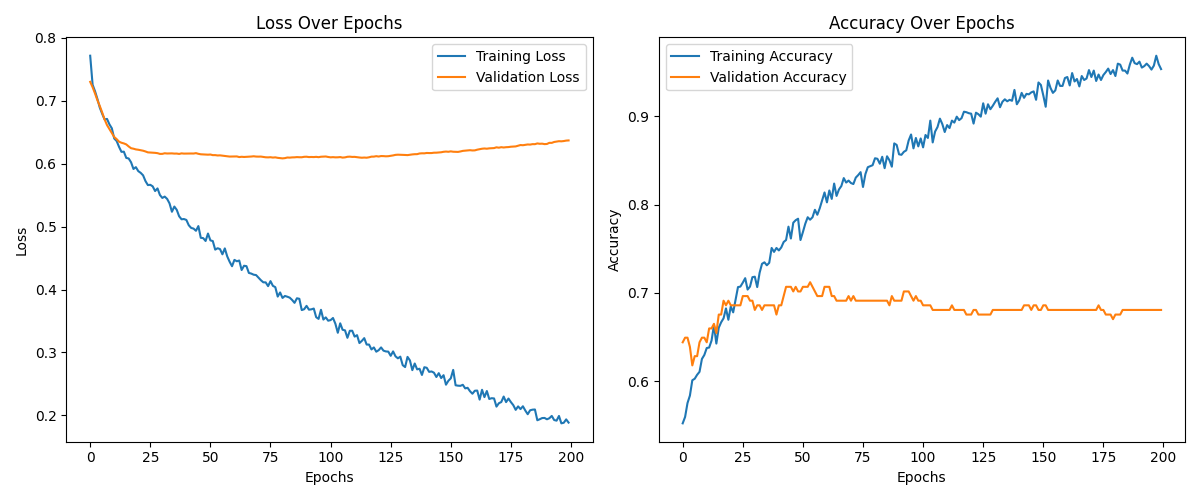 Loss Over Epochs
Training Loss
Validation Loss
0.8
0.7
0.6
0.5
0.4
0.3
0.2
Loss
0 25 50 75 100 125 150 175 200
Epochs
Accuracy Over Epochs
Training Accuracy
Validation Accuracy
0.9
0.8
0.7
0.6
Accuracy
0 25 50 75 100 125 150 175 200
Epochs